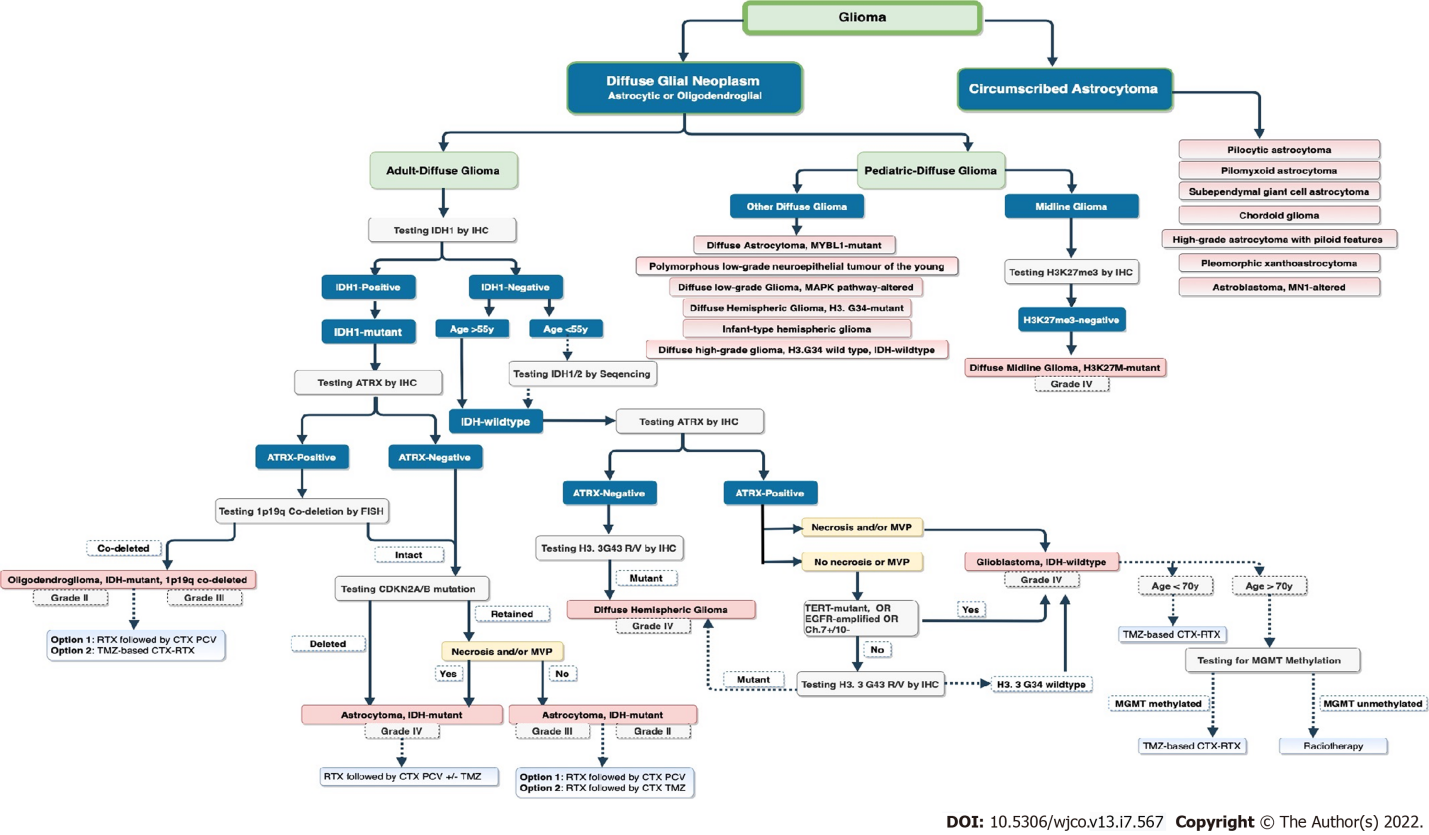 Glioma
Diffuse Glial Neoplasm
Astrocytic or Oligodendroglial
Circumscribed Astrocytoma
Adult-Diffuse Glioma
Pediatric-Diffuse Glioma
Pilocytic astrocytoma
Pilomyxoid astrocytoma
Subependymal giant cell astrocytoma
Chordoid glioma
High-grade astrocytoma with piloid features
Pleomorphic xanthoastrocytoma
Astroblastoma, MN1-altered
Other Diffuse Glioma
Midline Glioma
Diffuse Astrocytoma, MYBL1-mutant
Polymorphous low-grade neuroepithelial tumour of the young
Diffuse low-grade Glioma, MAPK pathway-altered
Diffuse Hemispheric Glioma, H3. G34-mutant
Infant-type hemispheric glioma
Diffuse high-grade glioma, H3.G34 wild type, IDH-wildtype
Testing H3K27me3 by IHC
H3K27me3-negative
Diffuse Midline Glioma, H3K27M-mutant
Grade IV
Testing IDH1 by IHC
IDH1-Positive
IDH1-Negative
IDH1-mutant
Age >55y
Age <55y
Testing ATRX by IHC
Testing IDH1/2 by Seqencing
IDH-wildtype
Testing ATRX by IHC
ATRX-Positive
ATRX-Negative
ATRX-Negative
ATRX-Positive
Testing 1p19q Co-deletion by FISH
Co-deleted
Intact
Oligodendroglioma, IDH-mutant, 1p19q co-deleted
Grade II
Grade III
Option 1: RTX followed by CTX PCV
Option 2: TMZ-based CTX-RTX
Testing CDKN2A/B mutation
Deleted
Retained
Necrosis and/or MVP
Yes
No
Astrocytoma, IDH-mutant
Grade IV
RTX followed by CTX PCV +/- TMZ
Astrocytoma, IDH-mutant
Grade III
Grade II
Option 1: RTX followed by CTX PCV
Option 2: RTX followed by CTX TMZ
Testing H3. 3G43 R/V by IHC
Mutant
Diffuse Hemispheric Glioma
Grade IV
Necrosis and/or MVP
No necrosis or MVP
TERT-mutant, OR
EGFR-amplified OR
Ch.7+/10-
Yes
No
Testing H3. 3 G43 R/V by IHC
Mutant
H3. 3 G34 wildtype
Glioblastoma, IDH-wildtype
Grade IV
Age < 70y
Age > 70y
TMZ-based CTX-RTX
Testing for MGMT Methylation
MGMT methylated
MGMT unmethylated
TMZ-based CTX-RTX
Radiotherapy
DOI: 10.5306/wjco.v13.i7.567 Copyright © The Author(s) 2022.